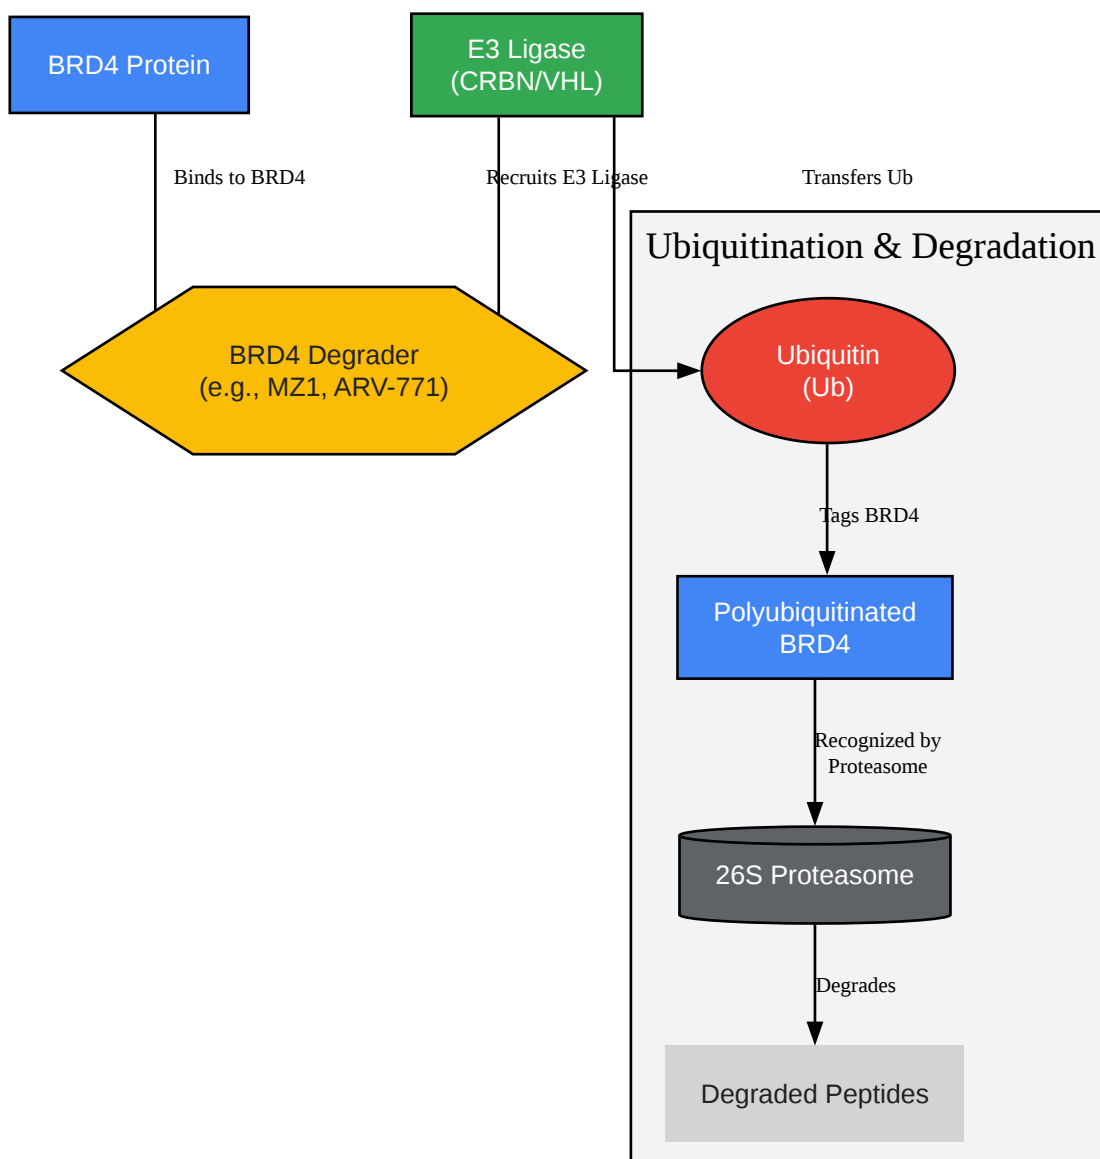 BRD4 Protein
E3 Ligase
(CRBN/VHL)
Binds to BRD4
Recruits E3 Ligase
Transfers Ub
Ubiquitination & Degradation
BRD4 Degrader
(e.g., MZ1, ARV-771)
Ubiquitin
(Ub)
Tags BRD4
Polyubiquitinated
BRD4
Recognized by
Proteasome
26S Proteasome
Degrades
Degraded Peptides